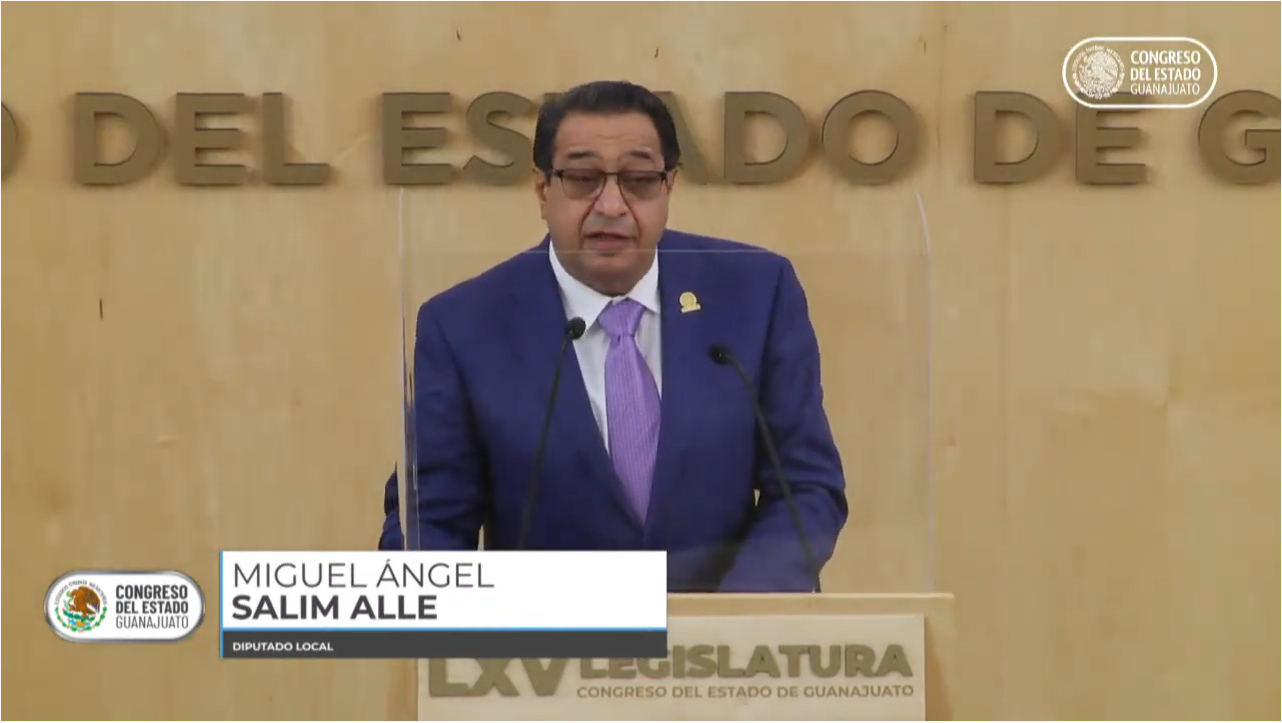 CONGRESO
DEL ESTADO
GUANAJUATO
DEL ESTADO DE G
MIGUEL ÁNGEL
SALIM ALLE
DIPUTADO LOCAL
CONGRESO
DEL ESTADO
GUANAJUATO
LXV LEGISLATURA
CONGRESO DEL ESTADO DE GUANAJUATO